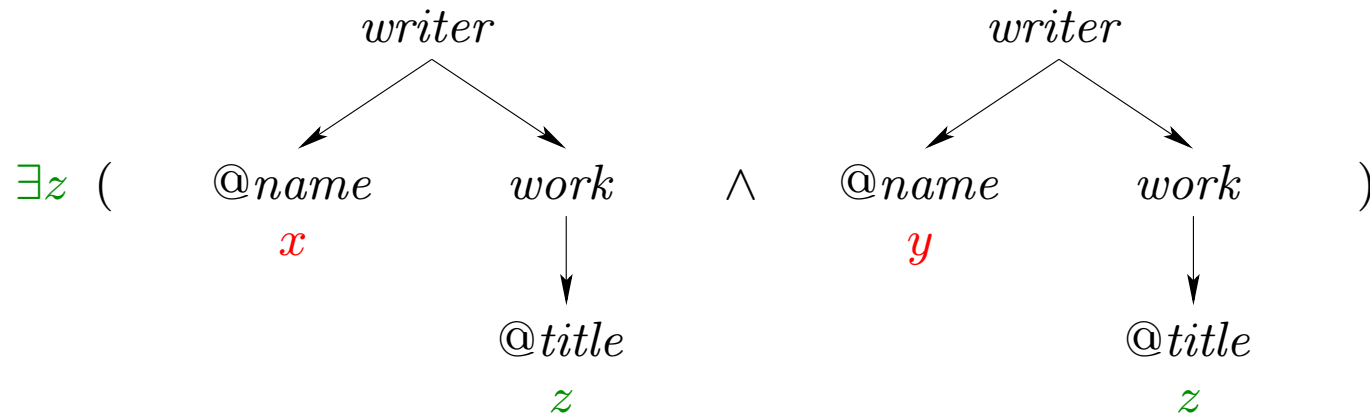 writer writer
∃z ( @name work ∧ @name work )
x y
@title @title
z z